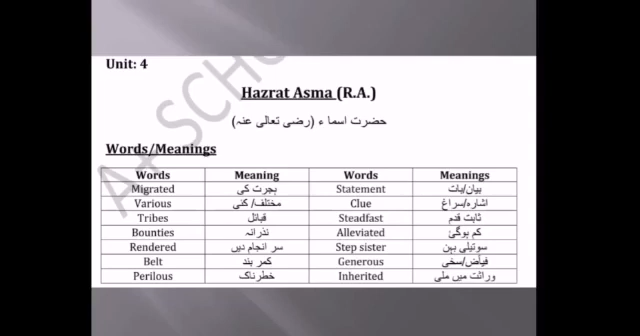 Unit: 4
Hazrat Asma (R.A.)
حضرت اسماء (رضی تعالی عنہ)
Words/Meanings
Words Meaning Words Meanings
Migrated ہجرت کی Statement بیان/بات
Various مختلف/کئی Clue اشارہ/سراغ
Tribes قبائل Steadfast ثابت قدم
Bounties نذرانہ Alleviated کم ہوگئ
Rendered سر انجام دیں Step sister سوتیلی بہن
Belt کمر بند Generous فیاض/سخی
Perilous خطرناک Inherited وراثت میں ملی